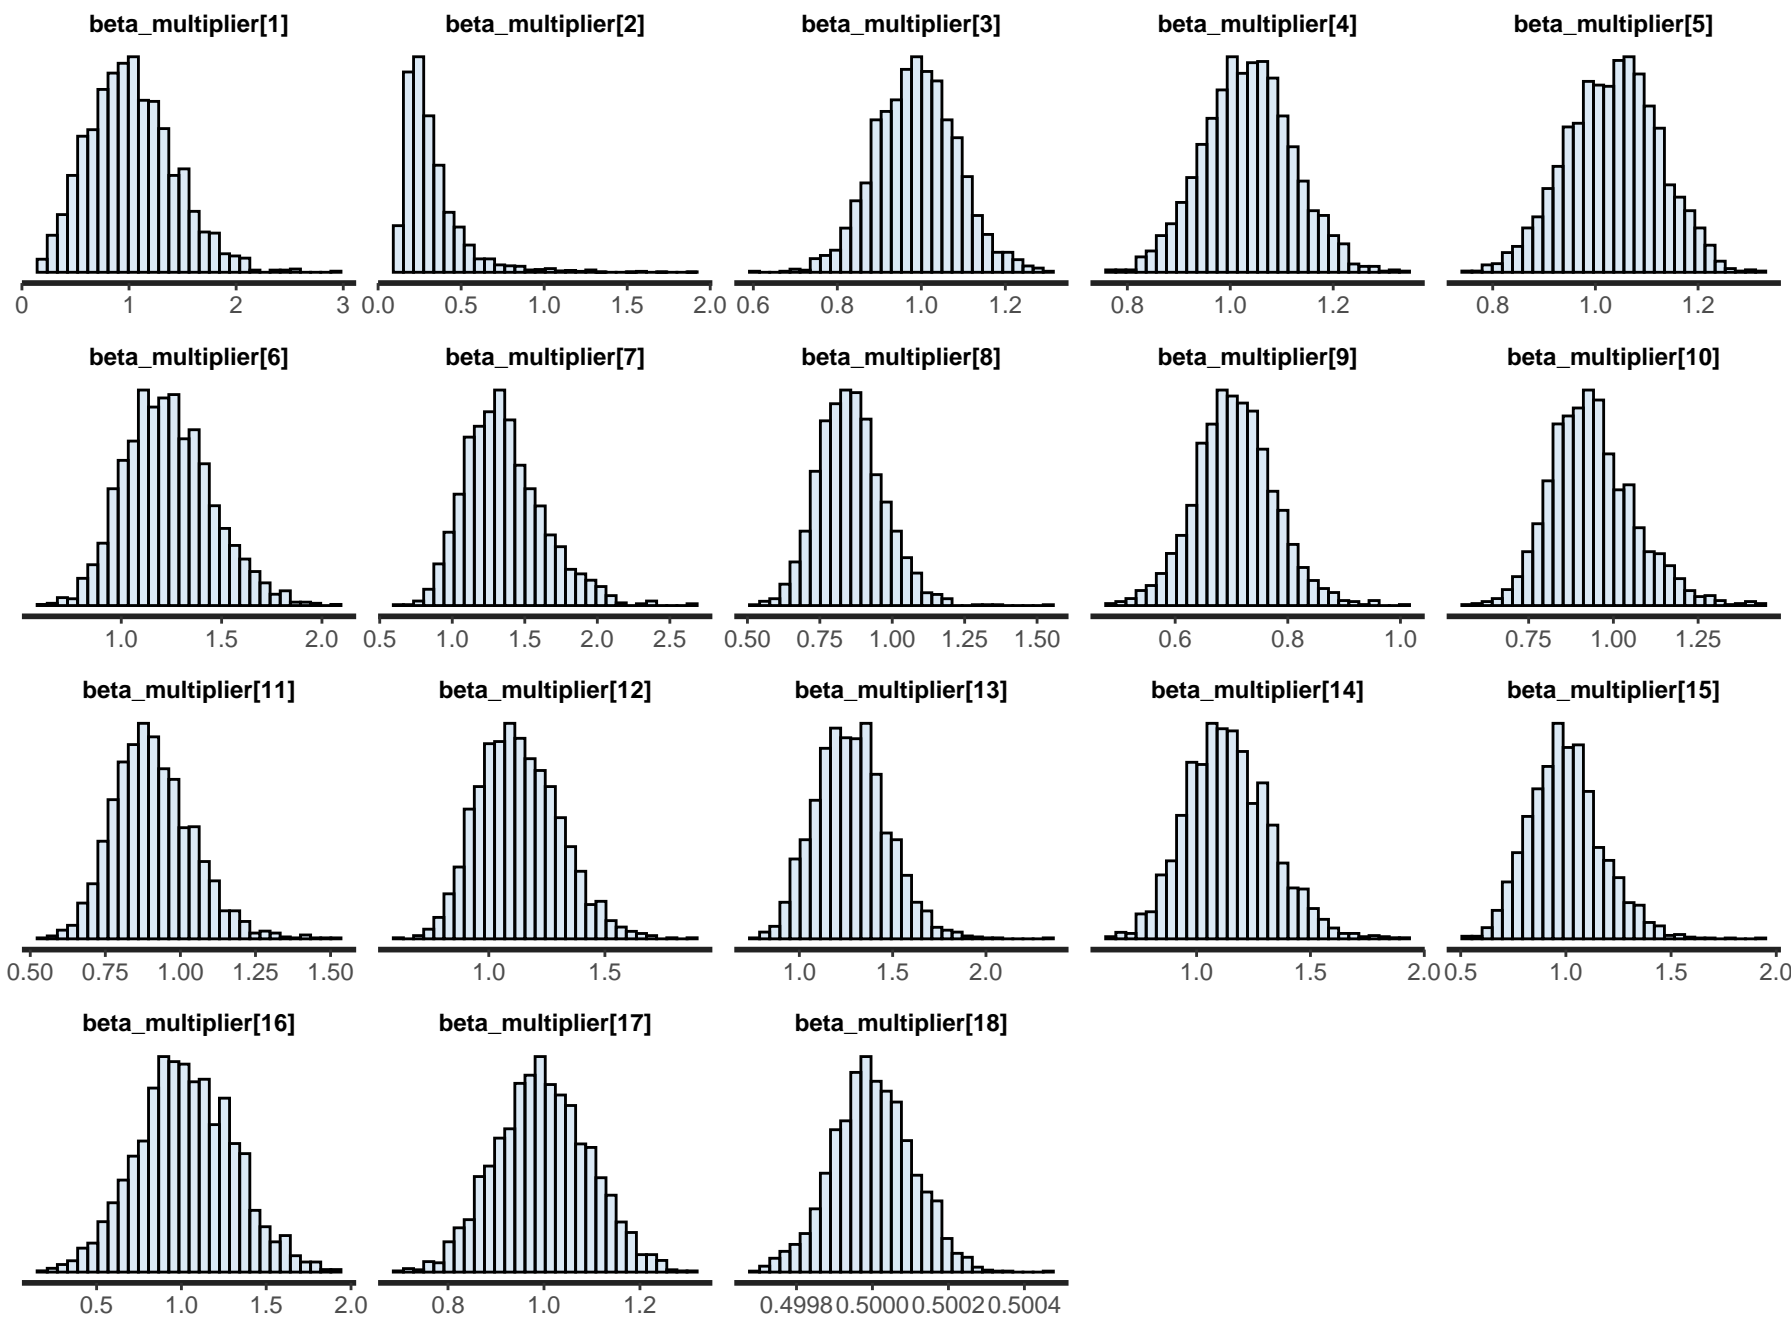 beta_multiplier[1] beta_multiplier[2] beta_multiplier[3] beta_multiplier[4] beta_multiplier[5]
0 1 2 3 0.0 0.5 1.0 1.5 2.0 0.6 0.8 1.0 1.2 0.8 1.0 1.2 0.8 1.0 1.2
beta_multiplier[6] beta_multiplier[7] beta_multiplier[8] beta_multiplier[9] beta_multiplier[10]
1.0 1.5 2.0 0.5 1.0 1.5 2.0 2.5 0.50 0.75 1.00 1.25 1.50 0.6 0.8 1.0 0.75 1.00 1.25
beta_multiplier[11] beta_multiplier[12] beta_multiplier[13] beta_multiplier[14] beta_multiplier[15]
0.50 0.75 1.00 1.25 1.50 1.0 1.5 1.0 1.5 2.0 1.0 1.5 2.0 0.5 1.0 1.5 2.0
beta_multiplier[16] beta_multiplier[17] beta_multiplier[18]
0.5 1.0 1.5 2.0 0.8 1.0 1.2 0.4998 0.5000 0.5002 0.5004